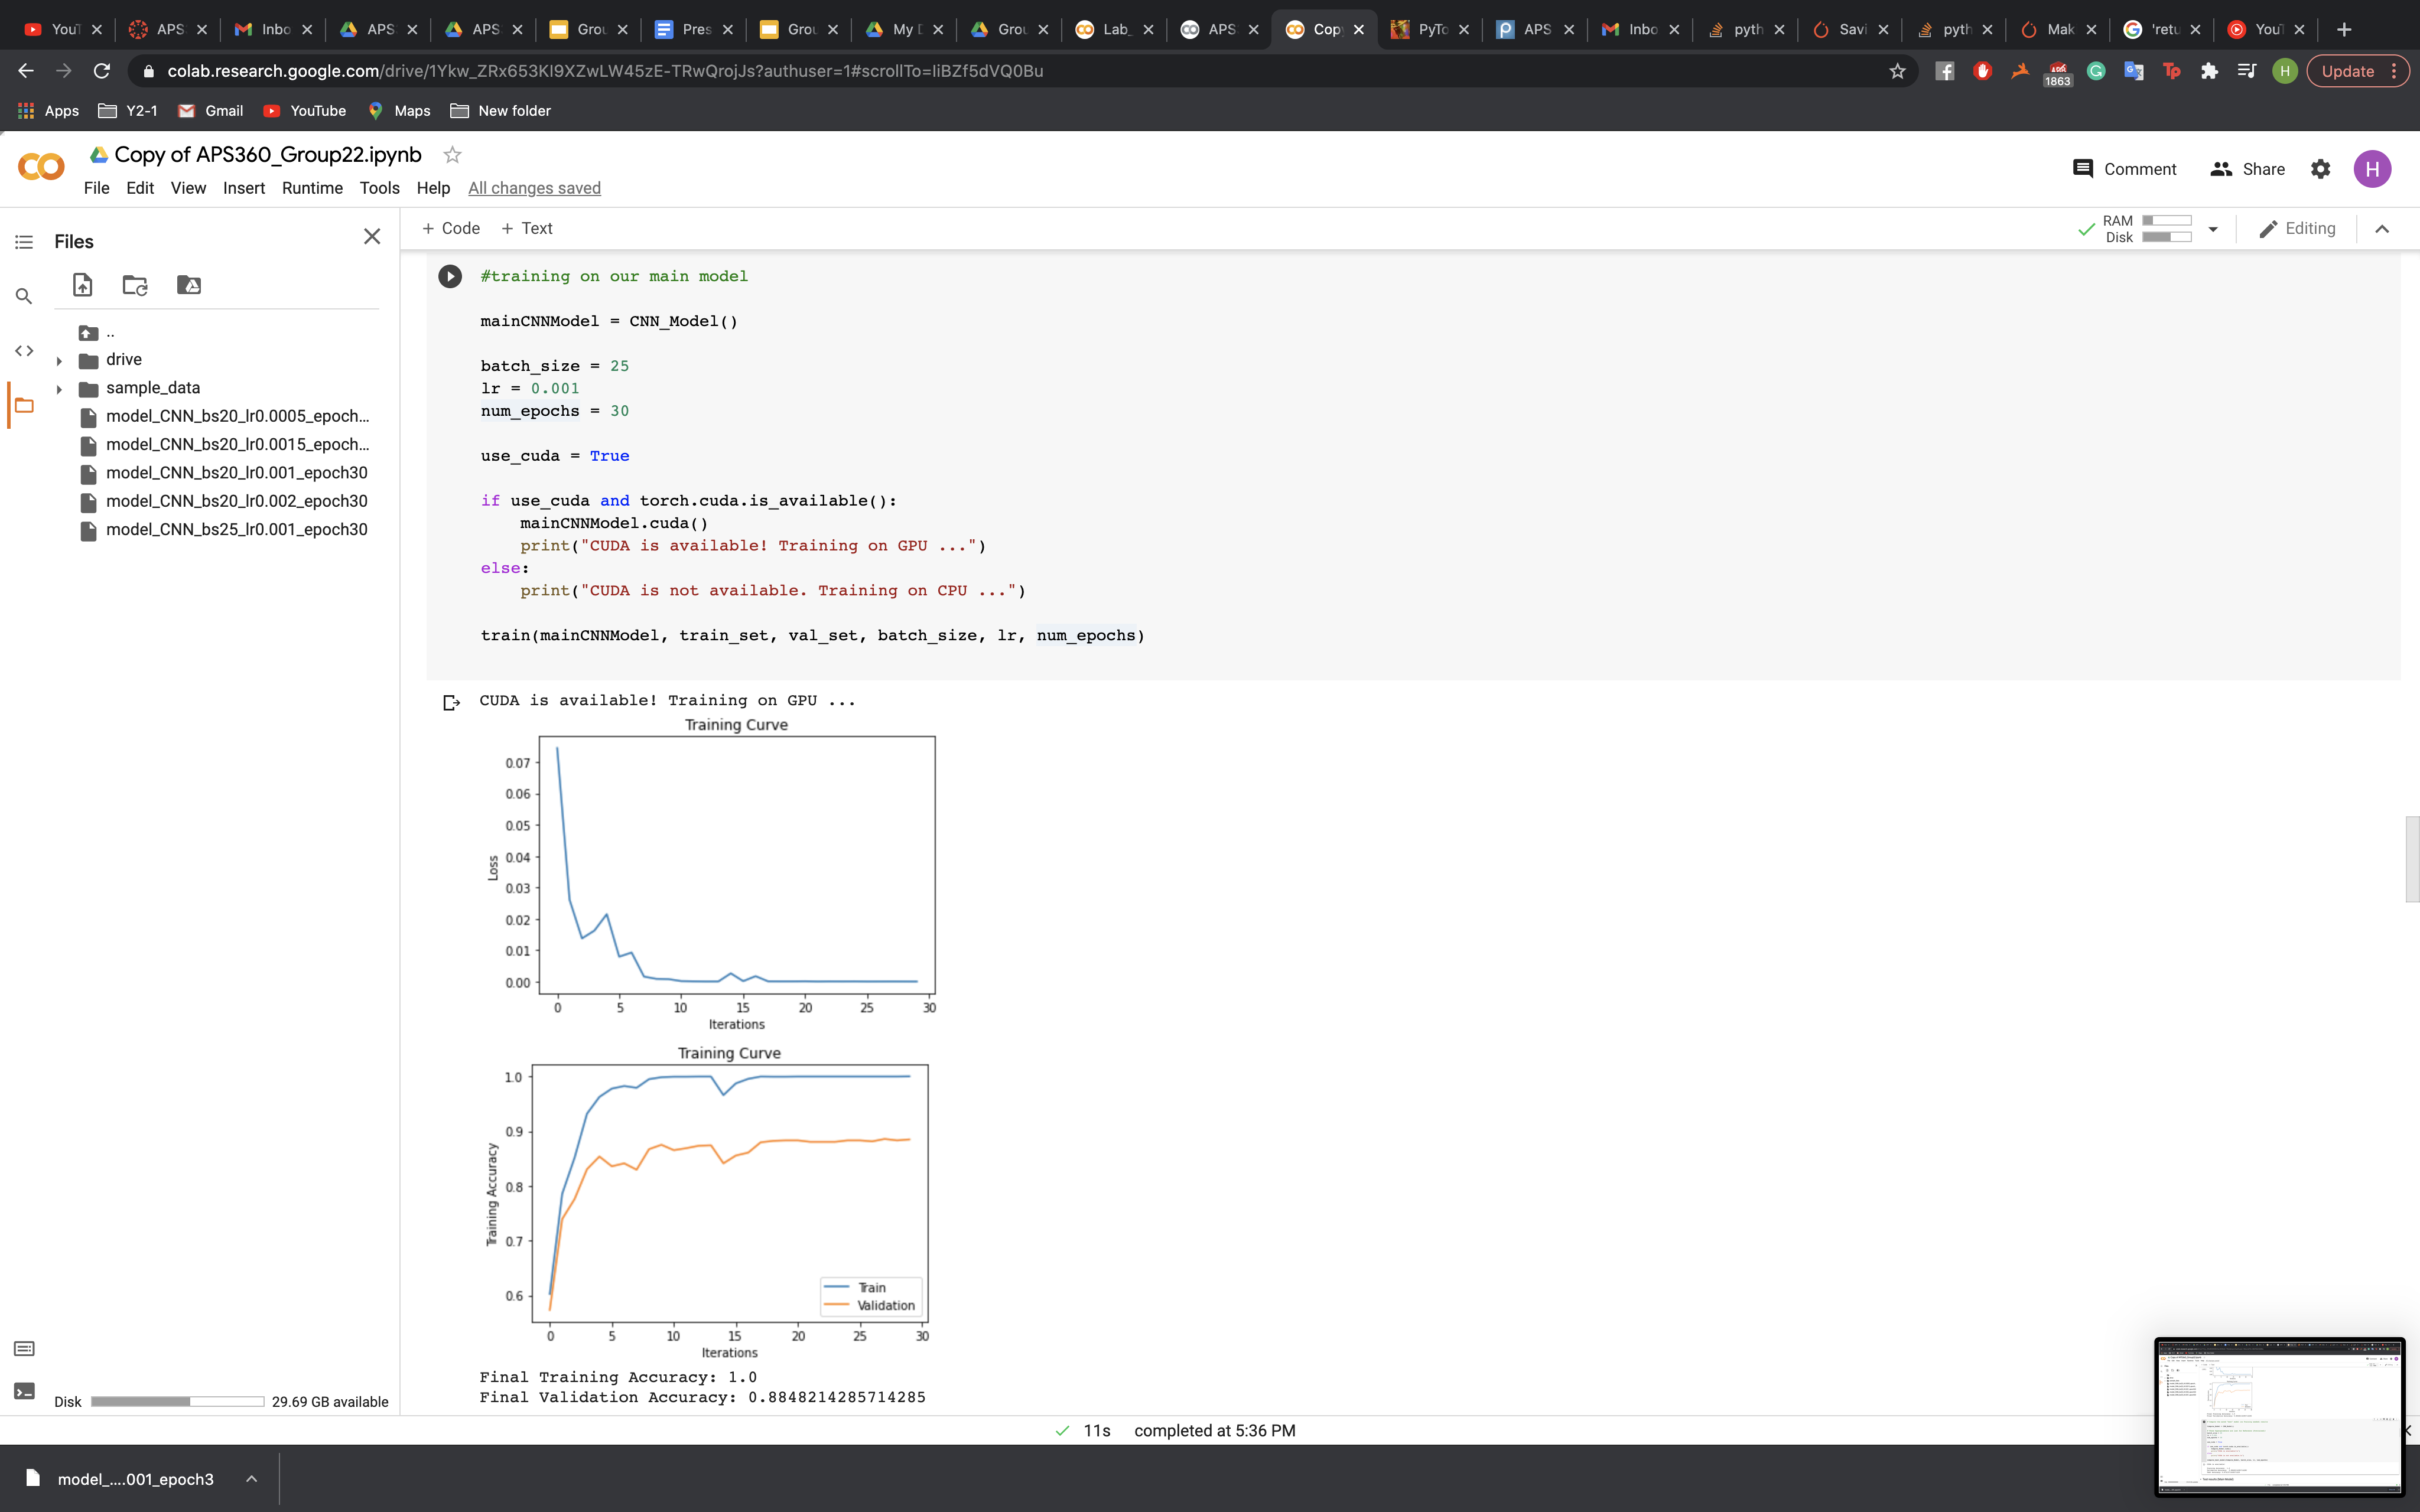 YouT APS Inbo APS APS Grou Pres Grou My D Grou Lab_ APS Copy PyTo APS Inbo pyth Savi pyth Mak 'retu YouT
colab.research.google.com/drive/1Ykw_ZRx653KI9XZwLW45zE-TRwQrojJs?authuser=1#scrollTo=IiBZf5dVQ0Bu 1863 H Update
Apps Y2-1 Gmail YouTube Maps New folder
Copy of APS360_Group22.ipynb
Comment Share H
File Edit View Insert Runtime Tools Help All changes saved
Files
+ Code + Text
RAM
Disk
Editing
..
drive
sample_data
model_CNN_bs20_lr0.0005_epoch...
model_CNN_bs20_lr0.0015_epoch...
model_CNN_bs20_lr0.001_epoch30
model_CNN_bs20_lr0.002_epoch30
model_CNN_bs25_lr0.001_epoch30
#training on our main model
mainCNNModel = CNN_Model()
batch_size = 25
lr = 0.001
num_epochs = 30
use_cuda = True
if use_cuda and torch.cuda.is_available():
mainCNNModel.cuda()
print("CUDA is available! Training on GPU ...")
else:
print("CUDA is not available. Training on CPU ...")
train(mainCNNModel, train_set, val_set, batch_size, lr, num_epochs)
CUDA is available! Training on GPU ...
Training Curve
0.07
0.06
0.05
0.04
0.03
0.02
0.01
0.00
Loss
0 5 10 15 20 25 30
Iterations
Training Curve
1.0
0.9
0.8
0.7
0.6
Training Accuracy
Train
Validation
0 5 10 15 20 25 30
Iterations
Final Training Accuracy: 1.0
Final Validation Accuracy: 0.8848214285714285
Disk 29.69 GB available
11s completed at 5:36 PM
model_....001_epoch3